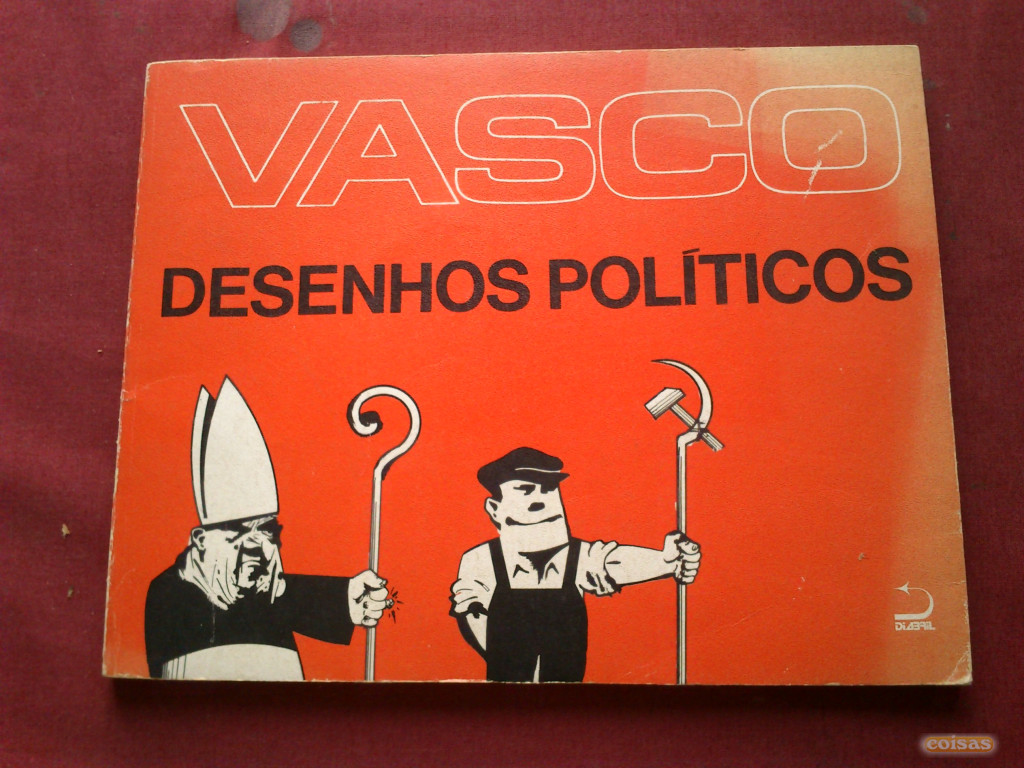 VASCO
DESENHOS POLÍTICOS
DIABRIL
coisas